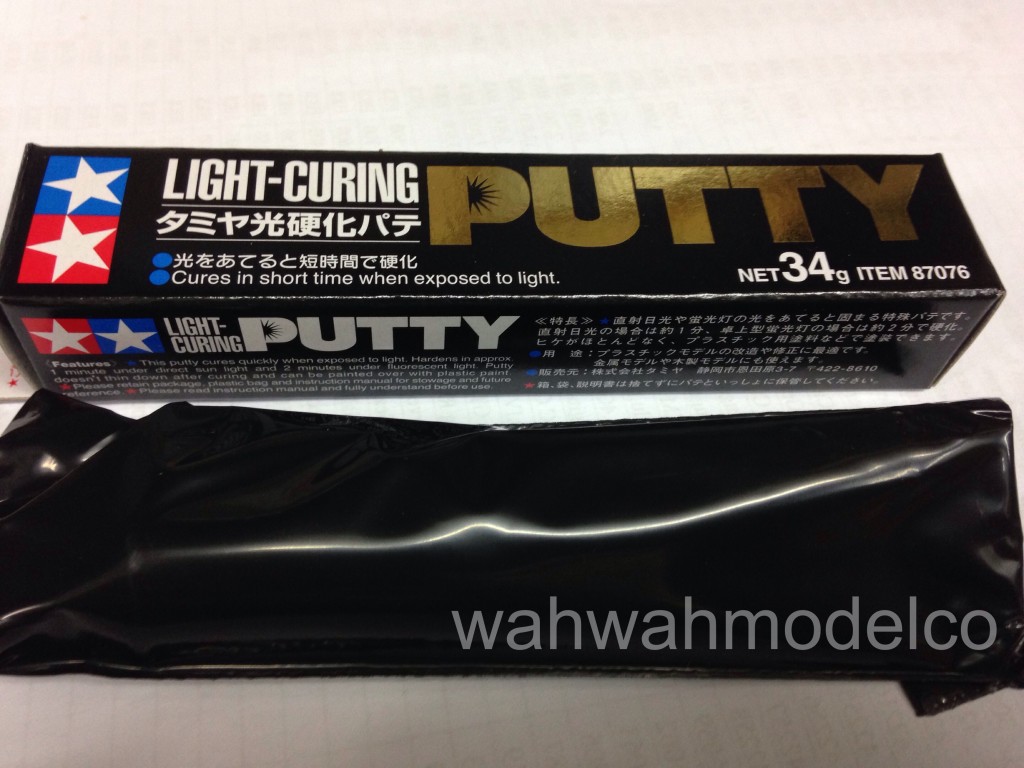 LIGHT-CURING PUTTY
タミヤ光硬化パテ
●光をあてると短時間で硬化
●Cures in short time when exposed to light.
NET 34g ITEM 87076
LIGHT-CURING PUTTY
《Features》 ★This putty cures quickly when exposed to light. Hardens in approx.
minute under direct sun light and 2 minutes under fluorescent light. Putty
doesn't thin down after curing and can be painted over with plastic paint.
★Please retain package, plastic bag and instruction manual for stowage and future
reference. ★Please read instruction manual and fully understand before use.
≪特長≫ ★直射日光や蛍光灯の光をあてると固まる特殊パテです。
直射日光の場合は約1分、卓上型蛍光灯の場合は約2分で硬化。
ヒケがほとんどなく、プラスチック用塗料などで塗装できます。
●用 途：プラスチックモデルの改造や修正に最適です。
金属モデルや木製モデルにも使えます。
●販売元：株式会社タミヤ 静岡市恩田原3-7 〒422-8610
★箱、袋、説明書は捨てずにパテといっしょに保管してください。
wahwahmodelco